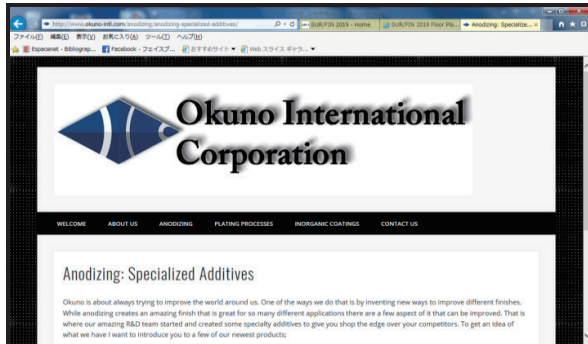 http://www.okuno-intl.com/anodizing/anodizing-specialized-additives/
SUR/FIN 2019 - Home
SUR/FIN 2019 Floor Pla...
Anodizing: Specialize...
ファイル(F) 編集(E) 表示(V) お気に入り(A) ツール(T) ヘルプ(H)
Espacenet - Bibliograp...
Facebook - フェイスブ...
おすすめサイト
Web スライス ギャラ...
Okuno International
Corporation
WELCOME ABOUT US ANODIZING PLATING PROCESSES INORGANIC COATINGS CONTACT US
Anodizing: Specialized Additives
Okuno is about always trying to improve the world around us. One of the ways we do that is by inventing new ways to improve different finishes.
While anodizing creates an amazing finish that is great for so many different applications there are a few aspect of it that can be improved. That is
where our amazing R&D team started and created some specialty additives to give you shop the edge over your competitors. To get an idea of
what we have I want to introduce you to a few of our newest products;